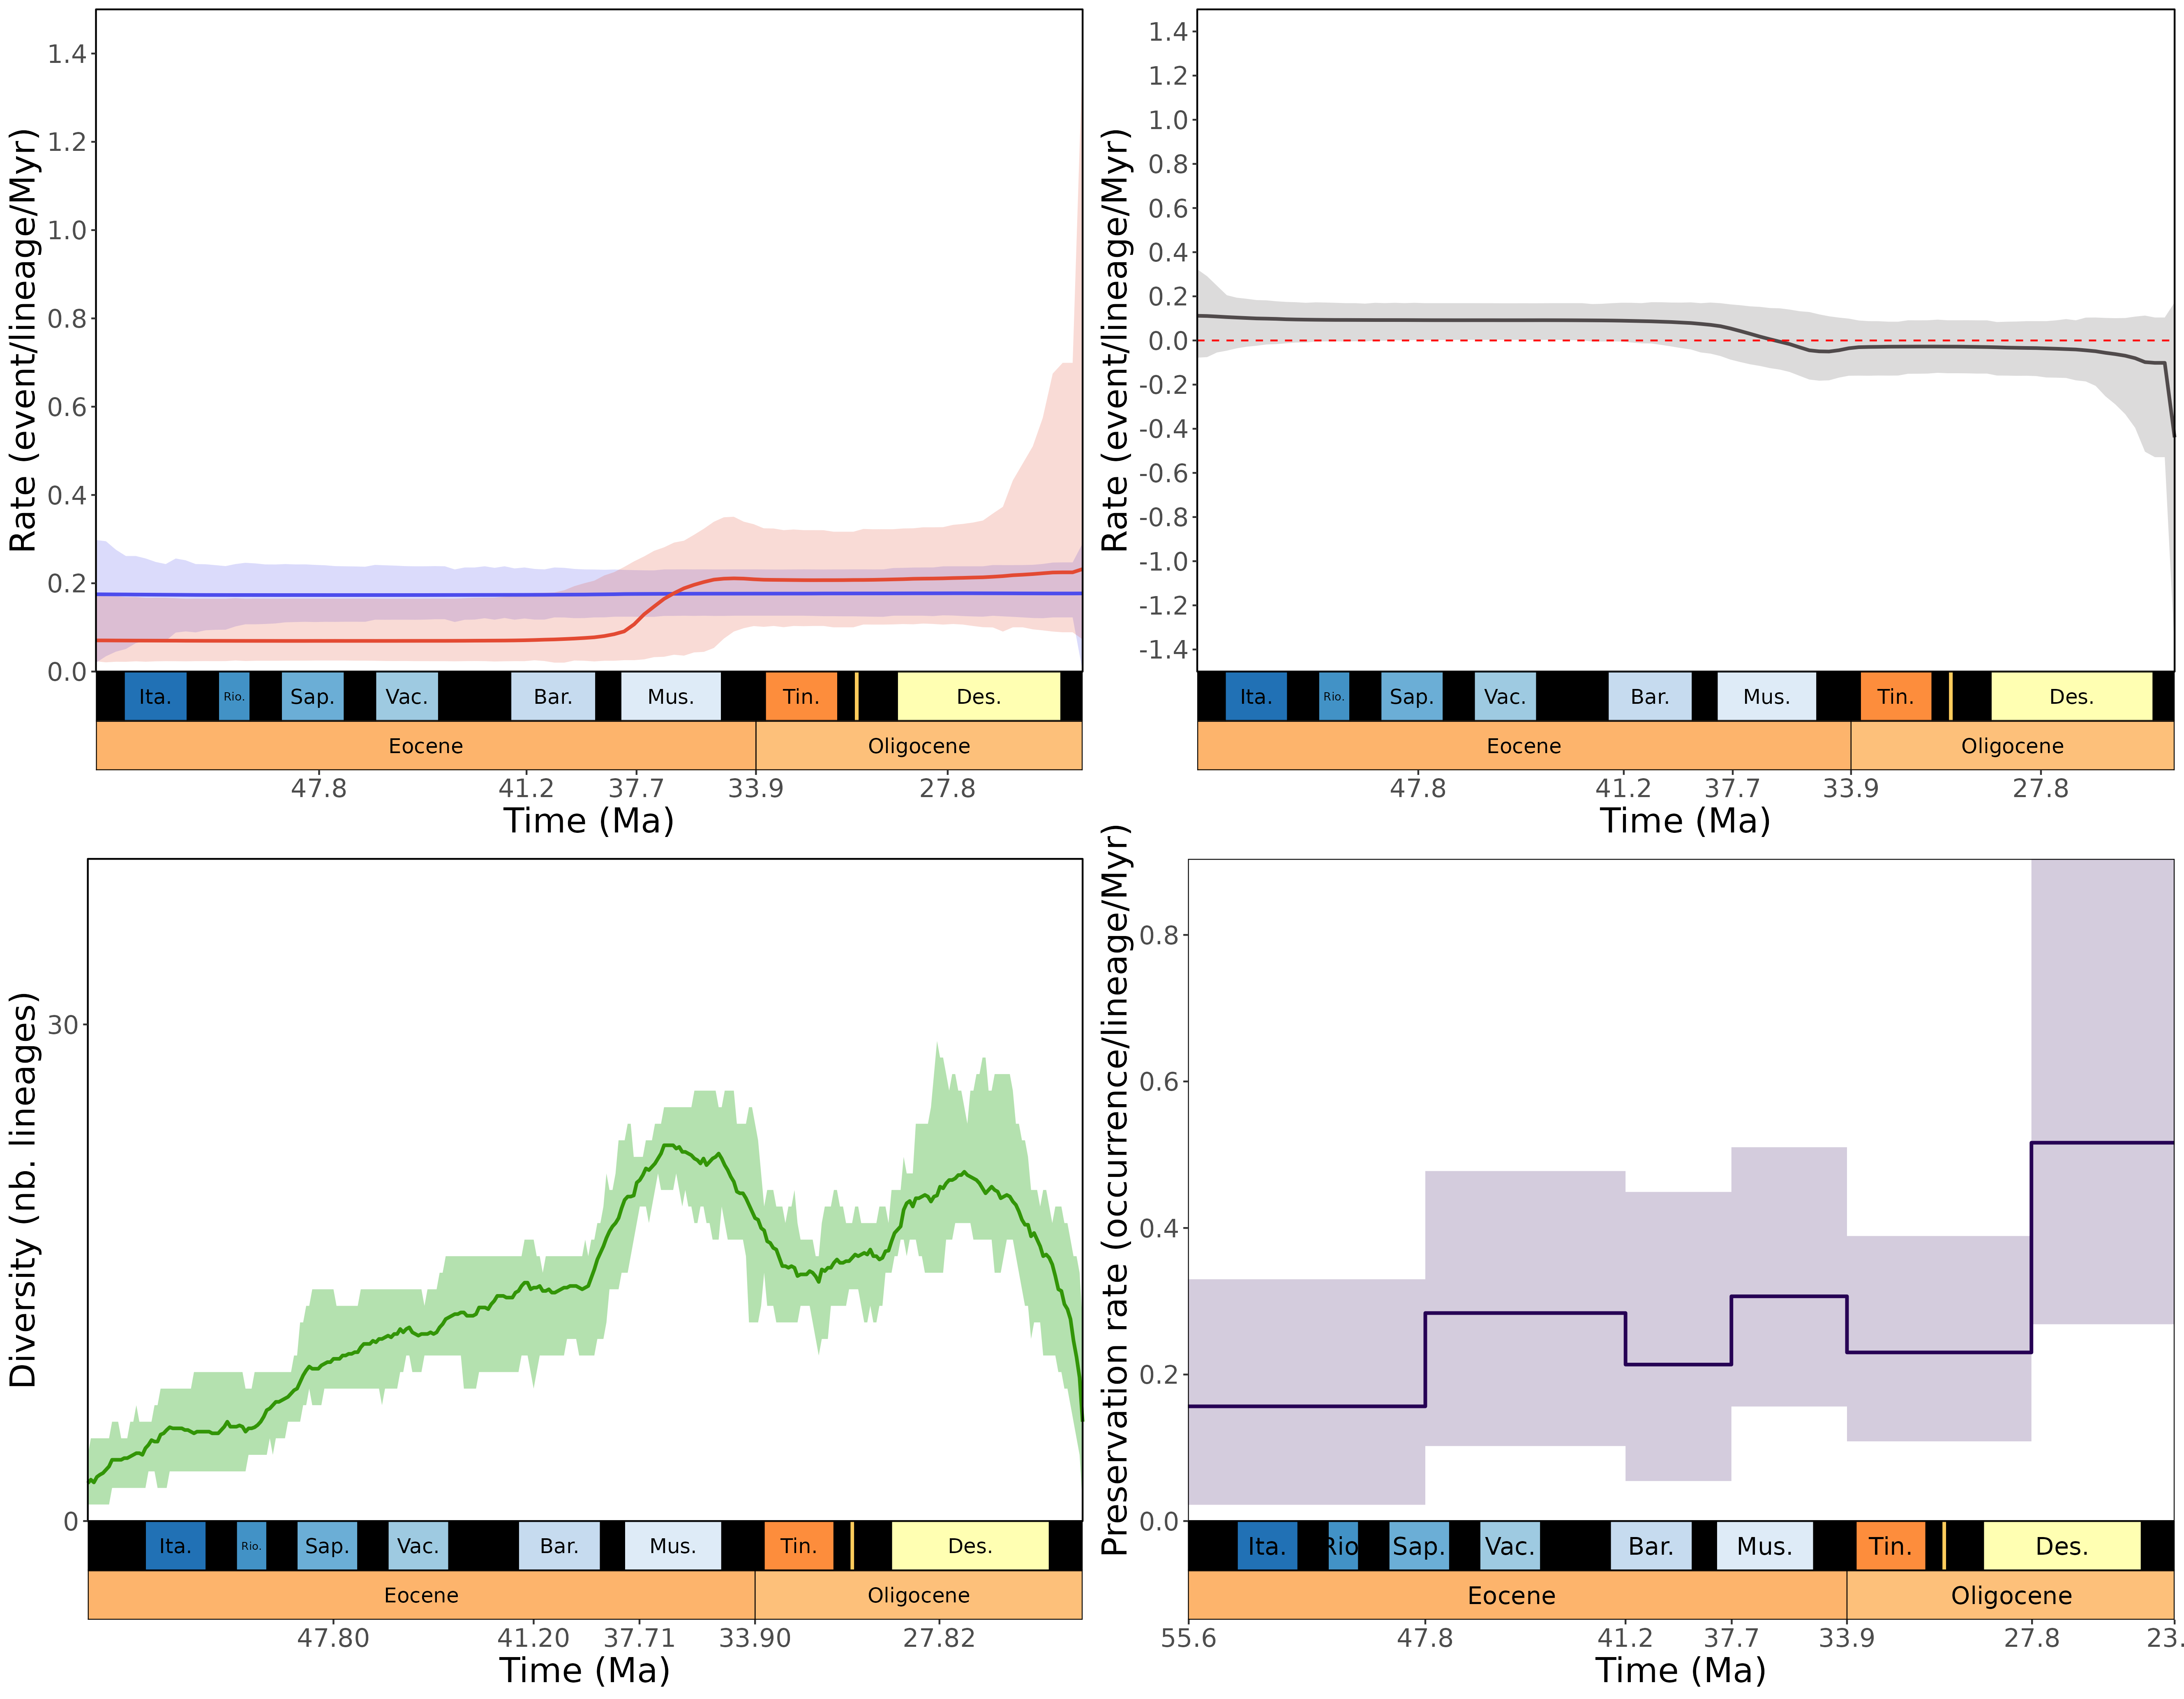 Rate (event/lineage/Myr)
1.4
1.2
1.0
0.8
0.6
0.4
0.2
0.0
Ita. Rio. Sap. Vac. Bar. Mus. Tin. Des.
Eocene Oligocene
47.8 41.2 37.7 33.9 27.8
Time (Ma)
Rate (event/lineage/Myr)
1.4
1.2
1.0
0.8
0.6
0.4
0.2
0.0
-0.2
-0.4
-0.6
-0.8
-1.0
-1.2
-1.4
Ita. Rio. Sap. Vac. Bar. Mus. Tin. Des.
Eocene Oligocene
47.8 41.2 37.7 33.9 27.8
Time (Ma)
Diversity (nb. lineages)
30
0
Ita. Rio. Sap. Vac. Bar. Mus. Tin. Des.
Eocene Oligocene
47.80 41.20 37.71 33.90 27.82
Time (Ma)
Preservation rate (occurrence/lineage/Myr)
0.8
0.6
0.4
0.2
0.0
Ita. Rio Sap. Vac. Bar. Mus. Tin. Des.
Eocene Oligocene
55.6 47.8 41.2 37.7 33.9 27.8 23.
Time (Ma)